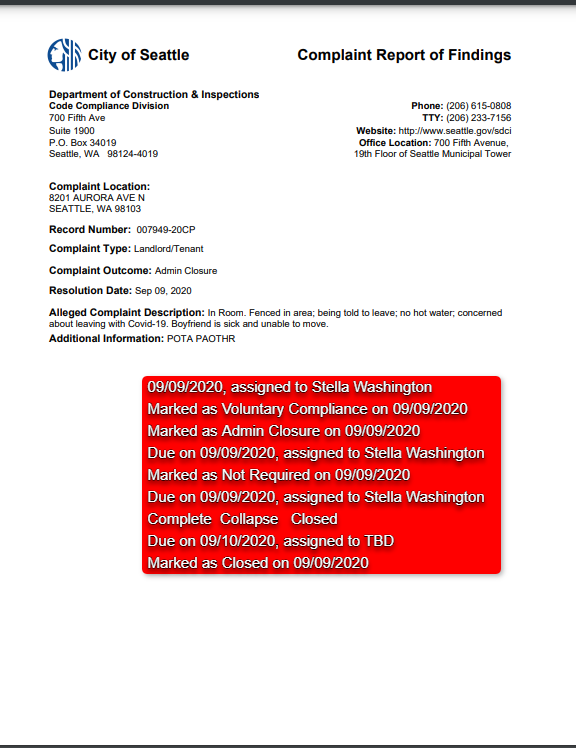 City of Seattle
Complaint Report of Findings
Department of Construction & Inspections
Code Compliance Division
700 Fifth Ave
Suite 1900
P.O. Box 34019
Seattle, WA 98124-4019
Phone: (206) 615-0808
TTY: (206) 233-7156
Website: http://www.seattle.gov/sdci
Office Location: 700 Fifth Avenue,
19th Floor of Seattle Municipal Tower
Complaint Location:
8201 AURORA AVE N
SEATTLE, WA 98103
Record Number: 007949-20CP
Complaint Type: Landlord/Tenant
Complaint Outcome: Admin Closure
Resolution Date: Sep 09, 2020
Alleged Complaint Description: In Room. Fenced in area; being told to leave; no hot water; concerned
about leaving with Covid-19. Boyfriend is sick and unable to move.
Additional Information: POTA PAOTHR
09/09/2020, assigned to Stella Washington
Marked as Voluntary Compliance on 09/09/2020
Marked as Admin Closure on 09/09/2020
Due on 09/09/2020, assigned to Stella Washington
Marked as Not Required on 09/09/2020
Due on 09/09/2020, assigned to Stella Washington
Complete Collapse Closed
Due on 09/10/2020, assigned to TBD
Marked as Closed on 09/09/2020